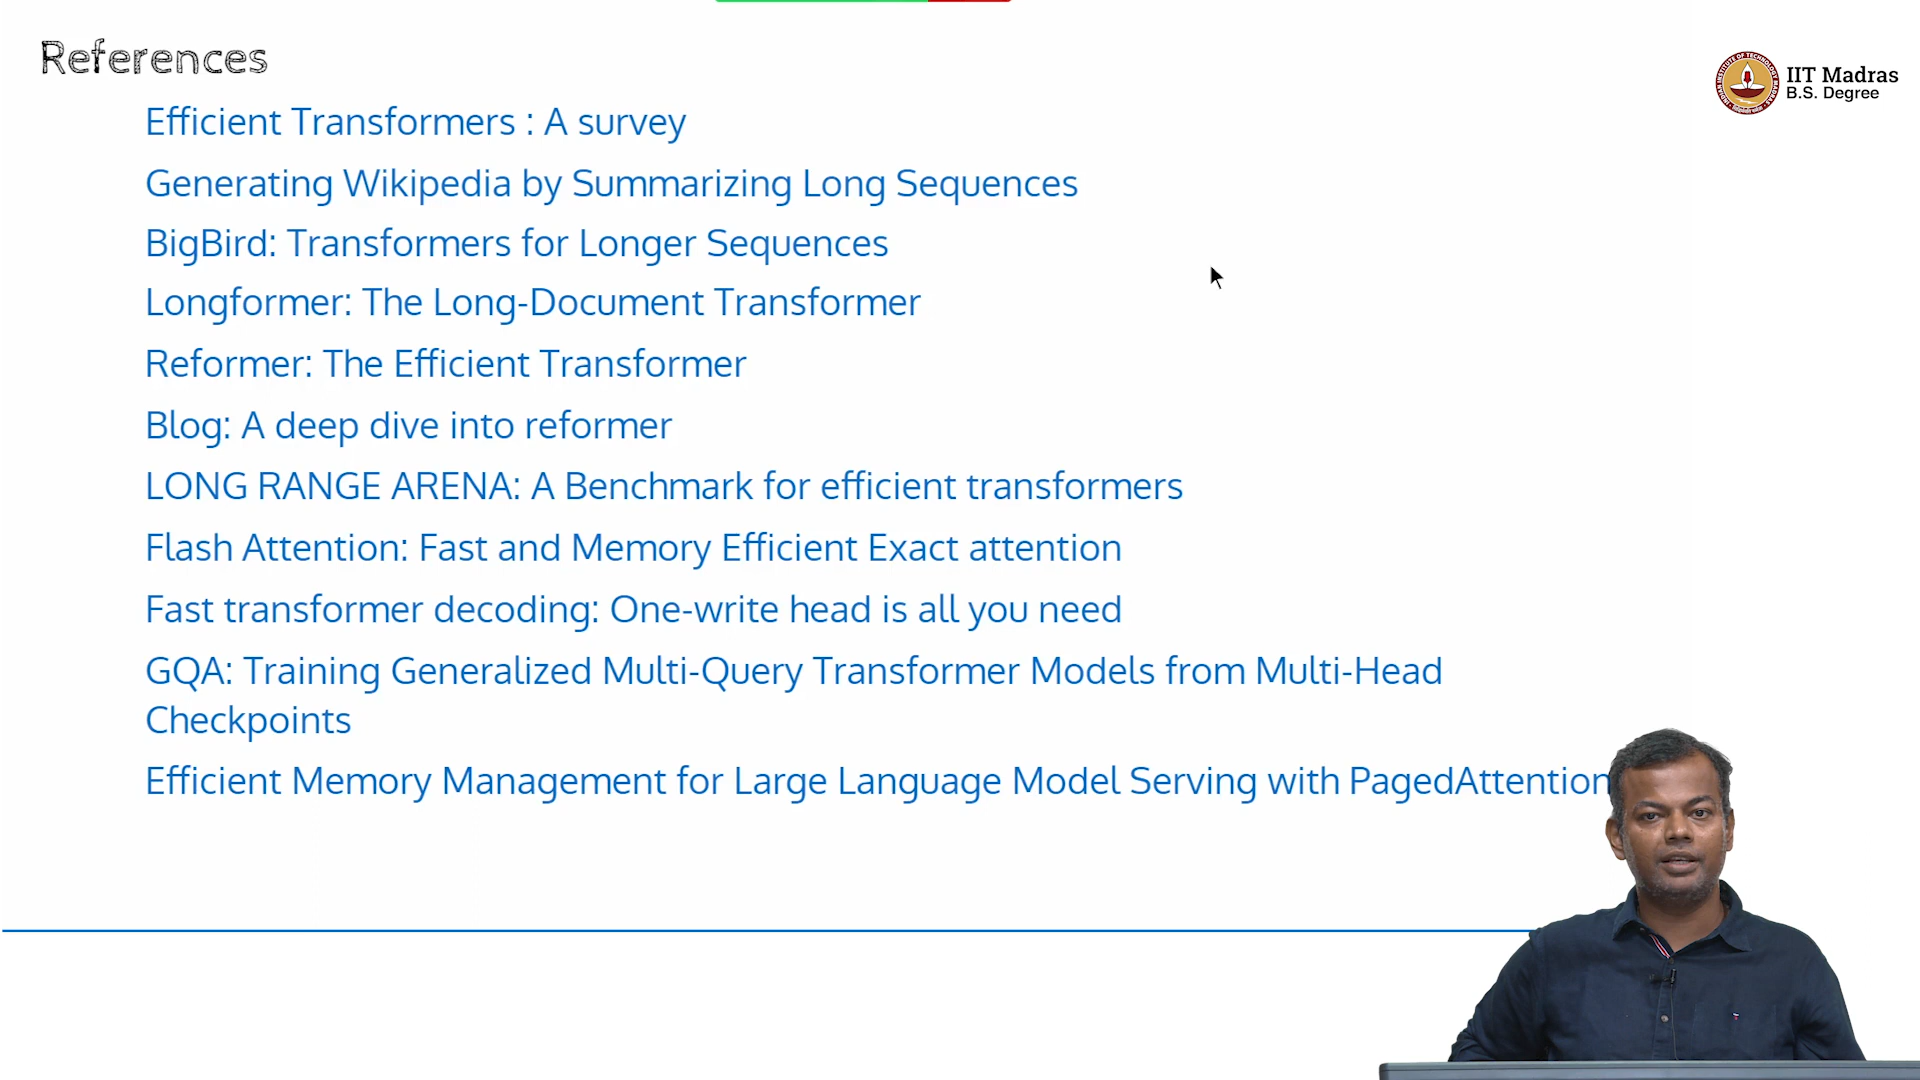 References
IIT Madras
B.S. Degree
Efficient Transformers : A survey
Generating Wikipedia by Summarizing Long Sequences
BigBird: Transformers for Longer Sequences
Longformer: The Long-Document Transformer
Reformer: The Efficient Transformer
Blog: A deep dive into reformer
LONG RANGE ARENA: A Benchmark for efficient transformers
Flash Attention: Fast and Memory Efficient Exact attention
Fast transformer decoding: One-write head is all you need
GQA: Training Generalized Multi-Query Transformer Models from Multi-Head
Checkpoints
Efficient Memory Management for Large Language Model Serving with PagedAttention